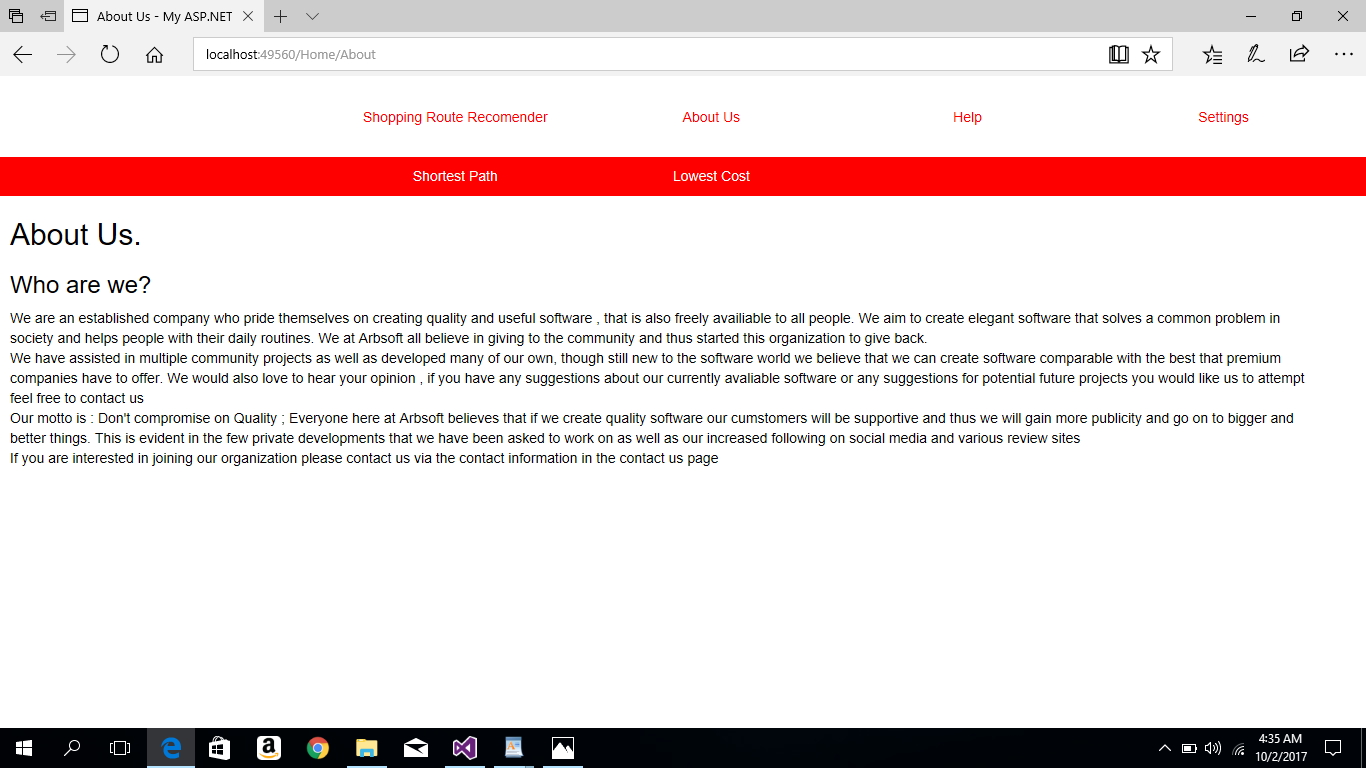 About Us - My ASP.NET
localhost:49560/Home/About
Shopping Route Recomender About Us Help Settings
Shortest Path Lowest Cost
About Us.
Who are we?
We are an established company who pride themselves on creating quality and useful software , that is also freely availiable to all people. We aim to create elegant software that solves a common problem in
society and helps people with their daily routines. We at Arbsoft all believe in giving to the community and thus started this organization to give back.
We have assisted in multiple community projects as well as developed many of our own, though still new to the software world we believe that we can create software comparable with the best that premium
companies have to offer. We would also love to hear your opinion , if you have any suggestions about our currently avaliable software or any suggestions for potential future projects you would like us to attempt
feel free to contact us
Our motto is : Don't compromise on Quality ; Everyone here at Arbsoft believes that if we create quality software our cumstomers will be supportive and thus we will gain more publicity and go on to bigger and
better things. This is evident in the few private developments that we have been asked to work on as well as our increased following on social media and various review sites
If you are interested in joining our organization please contact us via the contact information in the contact us page
4:35 AM
10/2/2017